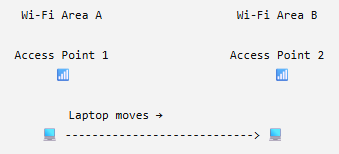 Wi-Fi Area A Wi-Fi Area B
Access Point 1 Access Point 2
Laptop moves →
---------------------------->